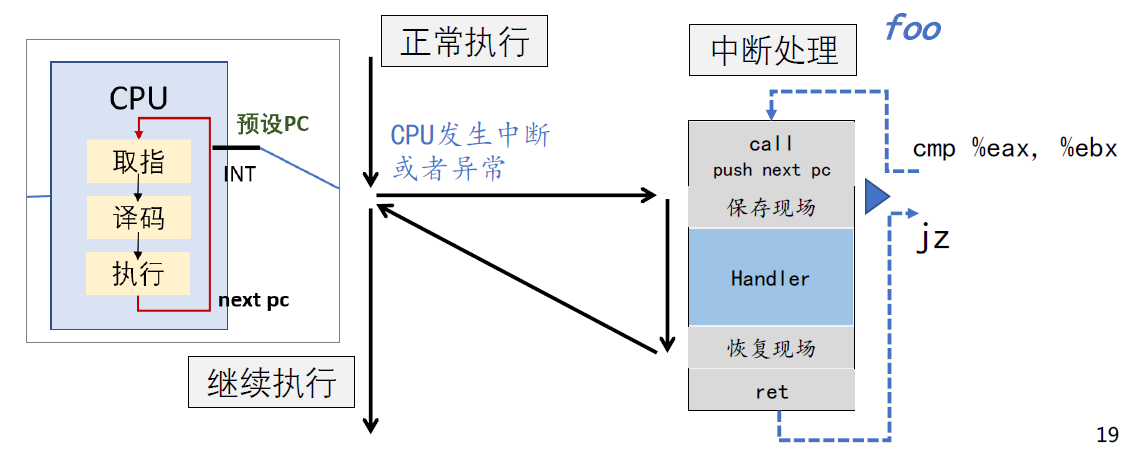 CPU
预设PC
取指
INT
译码
执行
next pc
正常执行
CPU发生中断
或者异常
继续执行
中断处理
foo
call
push next pc
保存现场
Handler
恢复现场
ret
cmp %eax, %ebx
jz
19